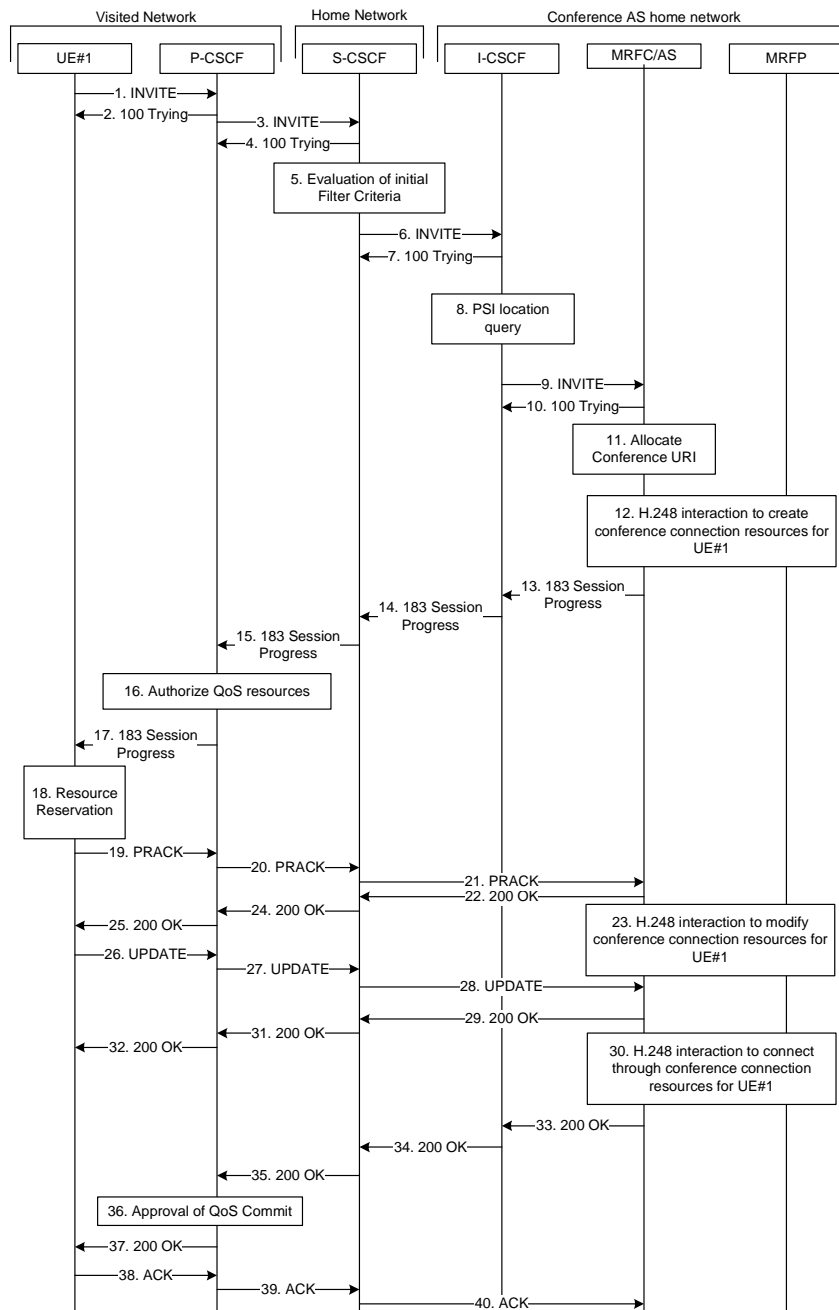 Visited Network
Home Network
Conference AS home network
UE#1
P-CSCF
S-CSCF
I-CSCF
MRFC/AS
MRFP
1. INVITE
2. 100 Trying
3. INVITE
4. 100 Trying
5. Evaluation of initial
Filter Criteria
6. INVITE
7. 100 Trying
8. PSI location
query
9. INVITE
10. 100 Trying
11. Allocate
Conference URI
12. H.248 interaction to create
conference connection resources for
UE#1
13. 183 Session
Progress
14. 183 Session
Progress
15. 183 Session
Progress
16. Authorize QoS resources
17. 183 Session
Progress
18. Resource
Reservation
19. PRACK
20. PRACK
21. PRACK
22. 200 OK
23. H.248 interaction to modify
conference connection resources for
UE#1
24. 200 OK
25. 200 OK
26. UPDATE
27. UPDATE
28. UPDATE
29. 200 OK
30. H.248 interaction to connect
through conference connection
resources for UE#1
31. 200 OK
32. 200 OK
33. 200 OK
34. 200 OK
35. 200 OK
36. Approval of QoS Commit
37. 200 OK
38. ACK
39. ACK
40. ACK